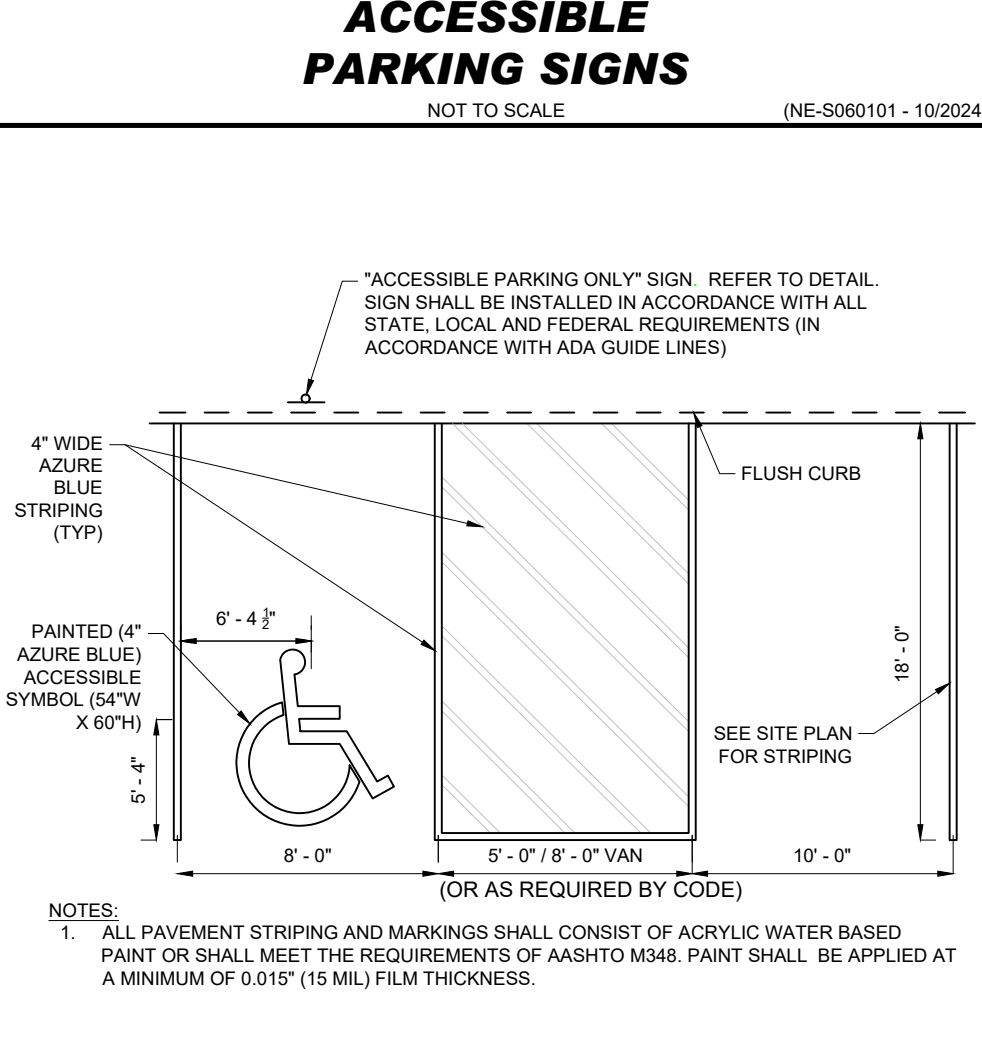 ACCESSIBLE
PARKING SIGNS
NOT TO SCALE
(NE-S060101 - 10/2024
"ACCESSIBLE PARKING ONLY" SIGN. REFER TO DETAIL.
SIGN SHALL BE INSTALLED IN ACCORDANCE WITH ALL
STATE, LOCAL AND FEDERAL REQUIREMENTS (IN
ACCORDANCE WITH ADA GUIDE LINES)
4" WIDE
AZURE
BLUE
STRIPING
(TYP)
FLUSH CURB
6' - 4 ½"
PAINTED (4"
AZURE BLUE)
ACCESSIBLE
SYMBOL (54"W
X 60"H)
18' - 0"
SEE SITE PLAN
FOR STRIPING
5' - 4"
8' - 0"
5' - 0" / 8' - 0" VAN
10' - 0"
(OR AS REQUIRED BY CODE)
NOTES:
1. ALL PAVEMENT STRIPING AND MARKINGS SHALL CONSIST OF ACRYLIC WATER BASED
PAINT OR SHALL MEET THE REQUIREMENTS OF AASHTO M348. PAINT SHALL BE APPLIED AT
A MINIMUM OF 0.015" (15 MIL) FILM THICKNESS.